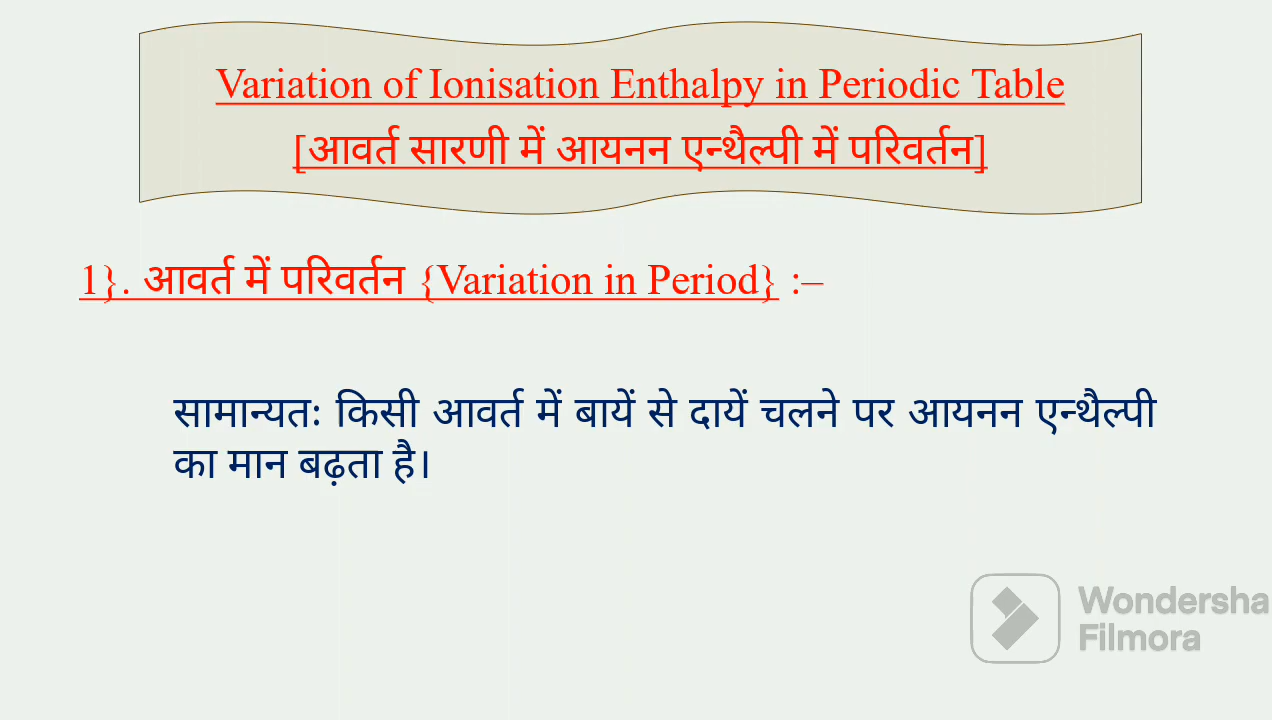 Variation of Ionisation Enthalpy in Periodic Table
[आवर्त सारणी में आयनन एन्थैल्पी में परिवर्तन]
1}. आवर्त में परिवर्तन {Variation in Period} :–
सामान्यतः किसी आवर्त में बायें से दायें चलने पर आयनन एन्थैल्पी
का मान बढ़ता है।
Wondersha
Filmora